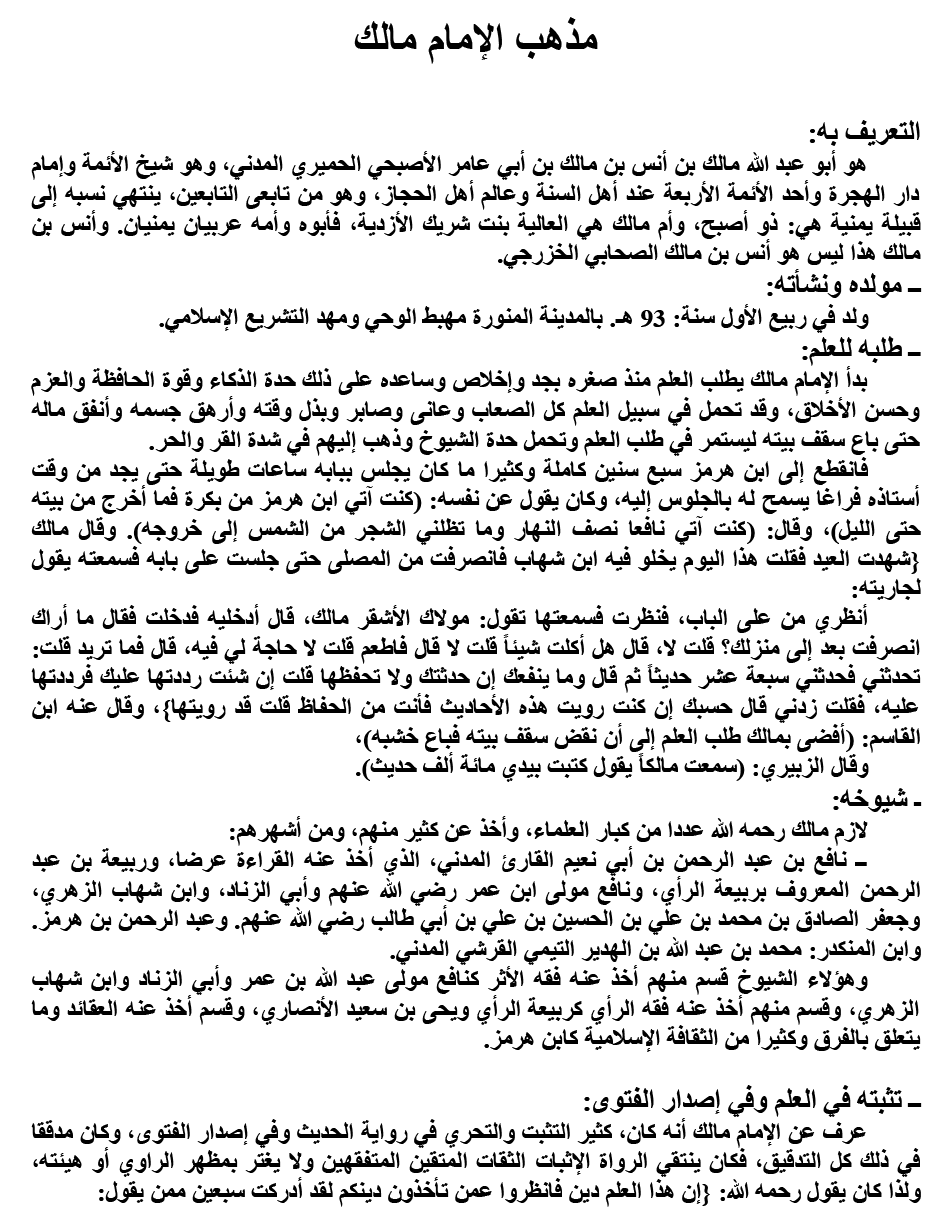 مذهب الإمام مالك
التعريف به:
هو أبو عبد الله مالك بن أنس بن مالك بن أبي عامر الأصبحي الحميري المدني، وهو شيخ الأئمة وإمام
دار الهجرة وأحد الأئمة الأربعة عند أهل السنة وعالم أهل الحجاز، وهو من تابعى التابعين، ينتهي نسبه إلى
قبيلة يمنية هي: ذو أصبح، وأم مالك هي العالية بنت شريك الأزدية، فأبوه وأمه عربيان يمنيان. وأنس بن
مالك هذا ليس هو أنس بن مالك الصحابي الخزرجي.
– مولده ونشأته:
ولد في ربيع الأول سنة: 93 هـ. بالمدينة المنورة مهبط الوحي ومهد التشريع الإسلامي.
– طلبه للعلم:
بدأ الإمام مالك يطلب العلم منذ صغره بجد وإخلاص وساعده على ذلك حدة الذكاء وقوة الحافظة والعزم
وحسن الأخلاق، وقد تحمل في سبيل العلم كل الصعاب وعانى وصابر وبذل وقته وأرهق جسمه وأنفق ماله
حتى باع سقف بيته ليستمر في طلب العلم وتحمل حدة الشيوخ وذهب إليهم في شدة القر والحر.
فانقطع إلى ابن هرمز سبع سنين كاملة وكثيرا ما كان يجلس ببابه ساعات طويلة حتى يجد من وقت
أستاذه فراغا يسمح له بالجلوس إليه، وكان يقول عن نفسه: (كنت آتي ابن هرمز من بكرة فما أخرج من بيته
حتى الليل)، وقال: (كنت آتي نافعا نصف النهار وما تظلني الشجر من الشمس إلى خروجه). وقال مالك
{شهدت العيد فقلت هذا اليوم يخلو فيه ابن شهاب فانصرفت من المصلى حتى جلست على بابه فسمعته يقول
لجاريته:
أنظري من على الباب، فنظرت فسمعتها تقول: مولاك الأشقر مالك، قال أدخليه فدخلت فقال ما أراك
انصرفت بعد إلى منزلك؟ قلت لا، قال هل أكلت شيئاً قلت لا قال فاطعم قلت لا حاجة لي فيه، قال فما تريد قلت:
تحدثني فحدثني سبعة عشر حديثاً ثم قال وما ينفعك إن حدثتك ولا تحفظها قلت إن شئت رددتها عليك فرددتها
عليه، فقلت زدني قال حسبك إن كنت رويت هذه الأحاديث فأنت من الحفاظ قلت قد رويتها}، وقال عنه ابن
القاسم: (أفضى بمالك طلب العلم إلى أن نقض سقف بيته فباع خشبه)،
وقال الزبيري: (سمعت مالكاً يقول كتبت بيدي مائة ألف حديث).
- شيوخه:
لازم مالك رحمه الله عددا من كبار العلماء، وأخذ عن كثير منهم، ومن أشهرهم:
– نافع بن عبد الرحمن بن أبي نعيم القارئ المدني، الذي أخذ عنه القراءة عرضا، وربيعة بن عبد
الرحمن المعروف بربيعة الرأي، ونافع مولى ابن عمر رضي الله عنهم وأبي الزناد، وابن شهاب الزهري،
وجعفر الصادق بن محمد بن علي بن الحسين بن علي بن أبي طالب رضي الله عنهم. وعبد الرحمن بن هرمز.
وابن المنكدر: محمد بن عبد الله بن الهدير التيمي القرشي المدني.
وهؤلاء الشيوخ قسم منهم أخذ عنه فقه الأثر كنافع مولى عبد الله بن عمر وأبي الزناد وابن شهاب
الزهري، وقسم منهم أخذ عنه فقه الرأي كربيعة الرأي ويحى بن سعيد الأنصاري، وقسم أخذ عنه العقائد وما
يتعلق بالفرق وكثيرا من الثقافة الإسلامية كابن هرمز.
– تثبته في العلم وفي إصدار الفتوى:
عرف عن الإمام مالك أنه كان، كثير التثبت والتحري في رواية الحديث وفي إصدار الفتوى، وكان مدققا
في ذلك كل التدقيق، فكان ينتقي الرواة الإثبات الثقات المتقين المتفقهين ولا يغتر بمظهر الراوي أو هيئته،
ولذا كان يقول رحمه الله: {إن هذا العلم دين فانظروا عمن تأخذون دينكم لقد أدركت سبعين ممن يقول: